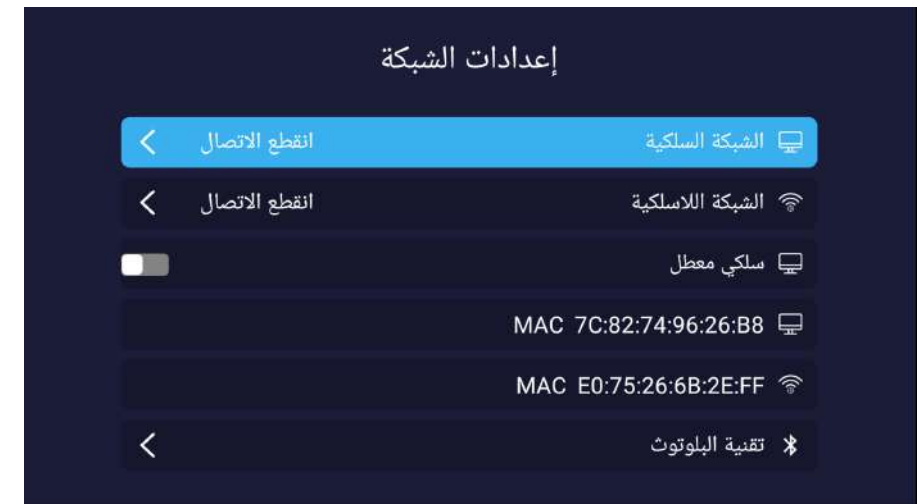 إعدادات الشبكة
الشبكة السلكية انقطع الاتصال
الشبكة اللاسلكية انقطع الاتصال
سلكي معطل
MAC 7C:82:74:96:26:B8
MAC E0:75:26:6B:2E:FF
تقنية البلوتوث